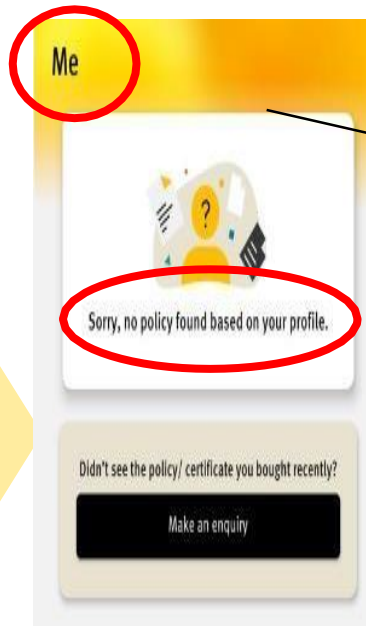 Me
?
Sorry, no policy found based on your profile.
Didn't see the policy/ certificate you bought recently?
Make an enquiry